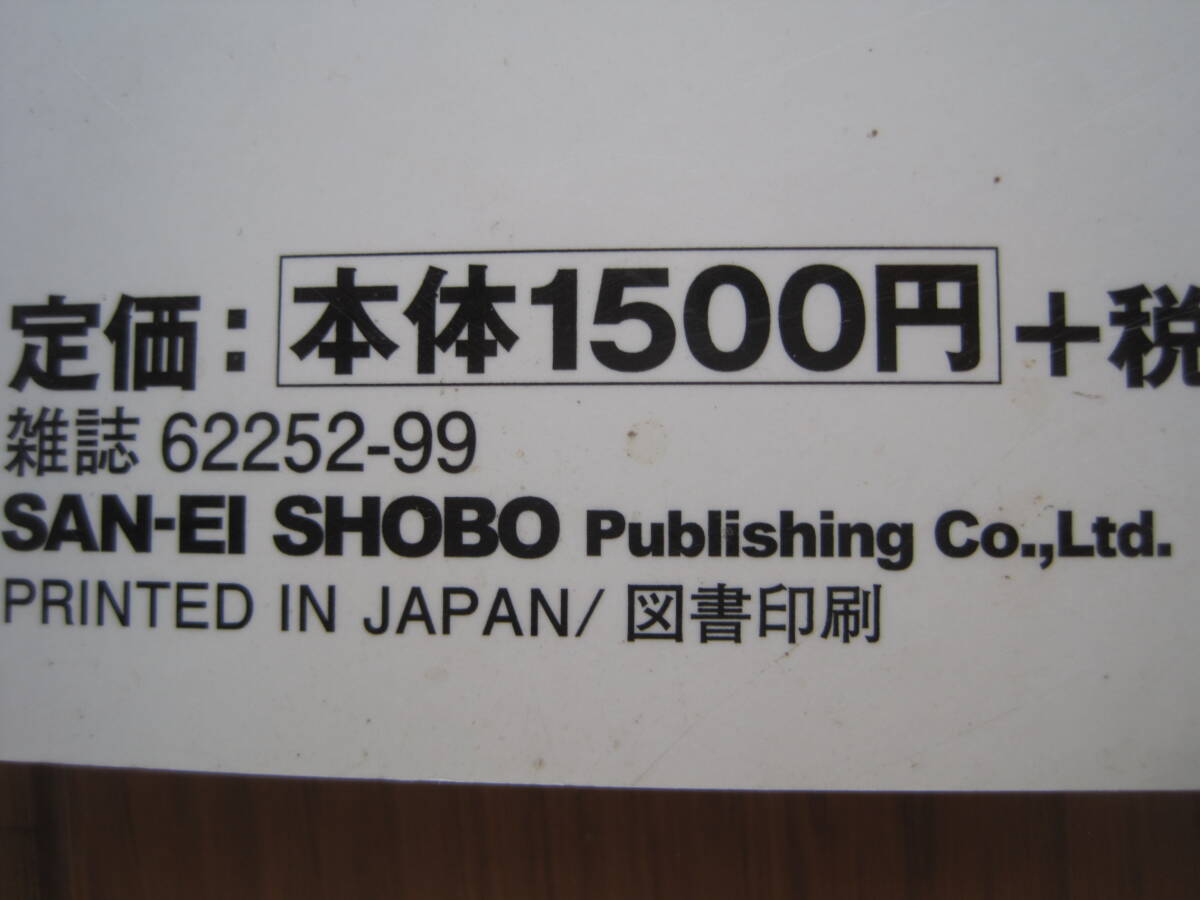 定価：本体1500円＋税
雑誌 62252-99
SAN-EI SHOBO Publishing Co.,Ltd.
PRINTED IN JAPAN/ 図書印刷